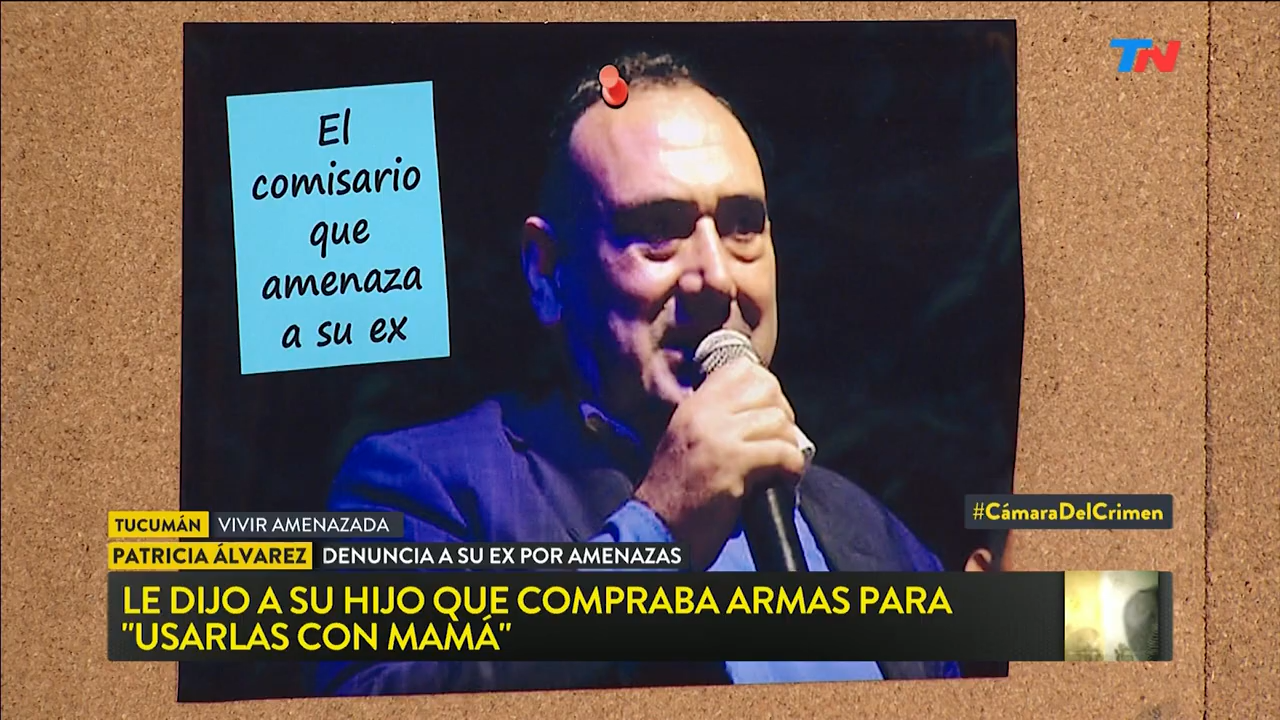 TN
El
comisario
que
amenaza
a su ex
#CámaraDelCrimen
TUCUMÁN VIVIR AMENAZADA
PATRICIA ÁLVAREZ DENUNCIA A SU EX POR AMENAZAS
LE DIJO A SU HIJO QUE COMPRABA ARMAS PARA
"USARLAS CON MAMÁ"